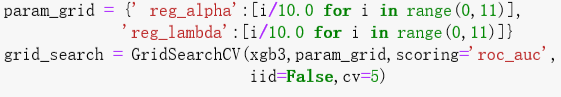 param_grid = {' reg_alpha':[i/10.0 for i in range(0,11)],
'reg_lambda':[i/10.0 for i in range(0,11)]}
grid_search = GridSearchCV(xgb3,param_grid,scoring='roc_auc',
iid=False,cv=5)